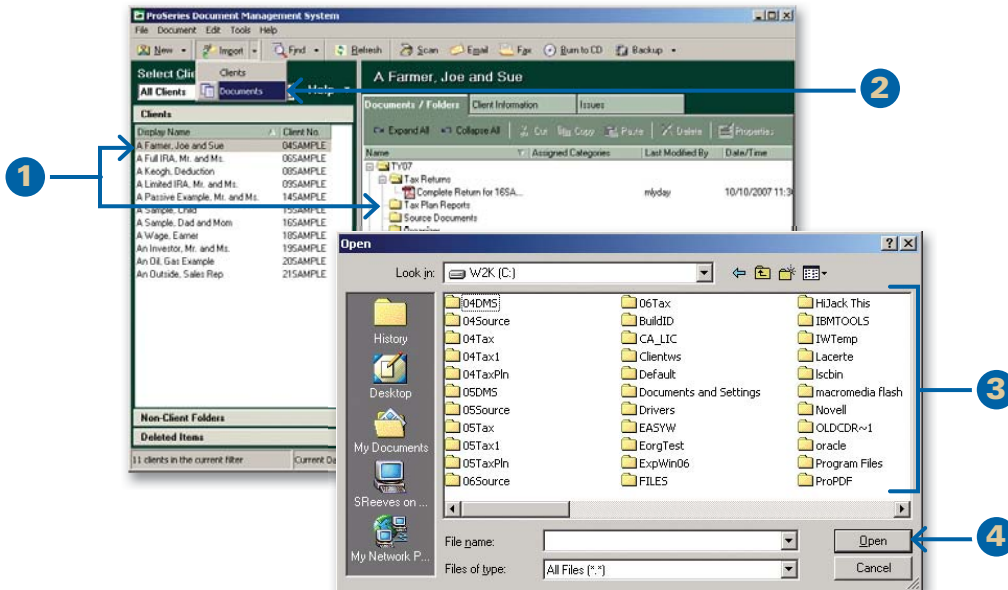 ProSeries Document Management System
File Document Edit Tools Help
New Import Find Refresh Scan Email Fax Burn to CD Backup
Select Cli
Clients
Documents
All Clients
Help
2
A Farmer, Joe and Sue
Documents / Folders Client Information Issues
Expand All Collapse All Cut Copy Paste Delete Properties
Clients
Display Name Client No.
A Farmer, Joe and Sue 04SAMPLE
A Full IRA, Mr. and Ms. 06SAMPLE
A Keogh, Deduction 08SAMPLE
A Limited IRA, Mr. and Ms. 09SAMPLE
A Passive Example, Mr. and Ms. 14SAMPLE
A Sample, Child 15SAMPLE
A Sample, Dad and Mom 16SAMPLE
A Wage, Earner 18SAMPLE
An Investor, Mr. and Ms. 19SAMPLE
An Oil, Gas Example 20SAMPLE
An Outside, Sales Rep 21SAMPLE
1
Name Assigned Categories Last Modified By Date/Time
TY07
Tax Returns
Complete Return for 16SA... mlyday 10/10/2007 11:3
Tax Plan Reports
Source Documents
Non-Client Folders
Deleted Items
11 clients in the current filter Current Da
Open
Look in: W2K (C:)
History
Desktop
My Documents
SReeves on ...
My Network P...
04DMS
04Source
04Tax
04Tax1
04TaxPln
05DMS
05Source
05Tax
05Tax1
05TaxPln
06Source
06Tax
BuildID
CA_LIC
Clientws
Default
Documents and Settings
Drivers
EASYW
EorgTest
ExpWin06
FILES
HiJack This
IBMTOOLS
IWTemp
Lacerte
lscbin
macromedia flash
Novell
OLDCDR~1
oracle
Program Files
ProPDF
3
File name:
Open
4
Files of type: All Files (*.*)
Cancel